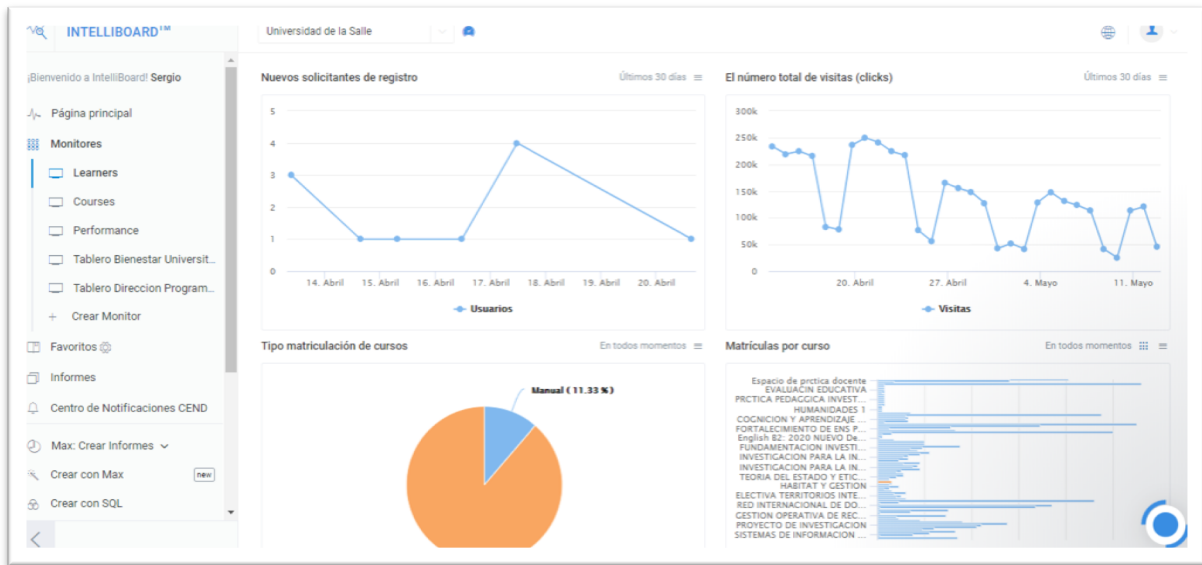 INTELLIBOARD™
Universidad de la Salle
¡Bienvenido a IntelliBoard! Sergio
Página principal
Monitores
Learners
Courses
Performance
Tablero Bienestar Universit...
Tablero Direccion Program...
+ Crear Monitor
Favoritos
Informes
Centro de Notificaciones CEND
Max: Crear Informes
Crear con Max new
Crear con SQL
Nuevos solicitantes de registro
Últimos 30 días
5
4
3
2
1
0
14. Abril 15. Abril 16. Abril 17. Abril 18. Abril 19. Abril 20. Abril
Usuarios
El número total de visitas (clicks)
Últimos 30 días
300k
250k
200k
150k
100k
50k
0
20. Abril 27. Abril 4. Mayo 11. Mayo
Visitas
Tipo matriculación de cursos
En todos momentos
Manual ( 11.33 %)
Matrículas por curso
En todos momentos
Espacio de prctica docente
EVALUACIN EDUCATIVA
PRCTICA PEDAGGICA INVEST...
HUMANIDADES 1
COGNICION Y APRENDIZAJE ...
FORTALECIMIENTO DE ENS P...
English B2: 2020 NUEVO De...
FUNDAMENTACION INVESTI...
INVESTIGACION PARA LA IN...
INVESTIGACION PARA LA IN...
TEORIA DEL ESTADO Y ETIC...
HABITAT Y GESTION
ELECTIVA TERRITORIOS INTE...
RED INTERNACIONAL DE DO...
GESTION OPERATIVA DE REC...
PROYECTO DE INVESTIGACION
SISTEMAS DE INFORMACION ...